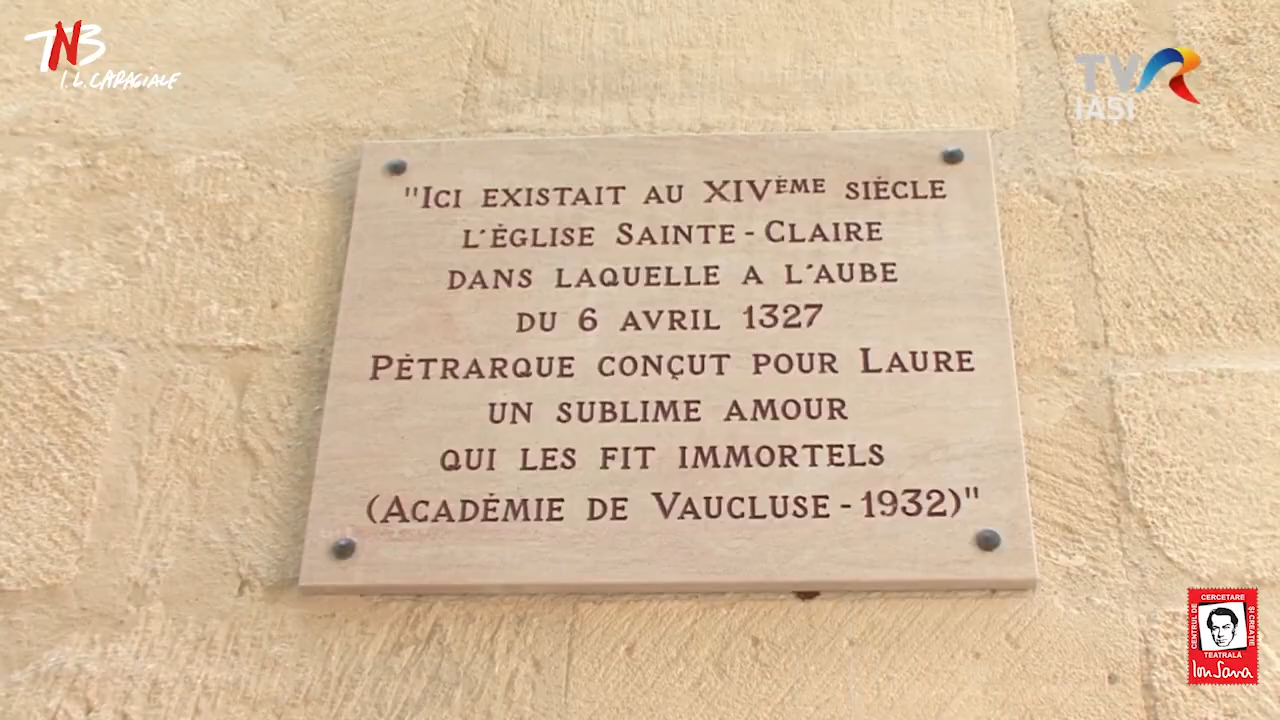 TNB
I.L. CARAGIALE
TVR
IAȘI
"ICI EXISTAIT AU XIVÈME SIÈCLE
L'ÉGLISE SAINTE-CLAIRE
DANS LAQUELLE A L'AUBE
DU 6 AVRIL 1327
PÉTRARQUE CONÇUT POUR LAURE
UN SUBLIME AMOUR
QUI LES FIT IMMORTELS
(ACADÉMIE DE VAUCLUSE - 1932)"
CENTRUL DE
CERCETARE
ȘI CREAȚIE
TEATRALĂ
Ion Sava